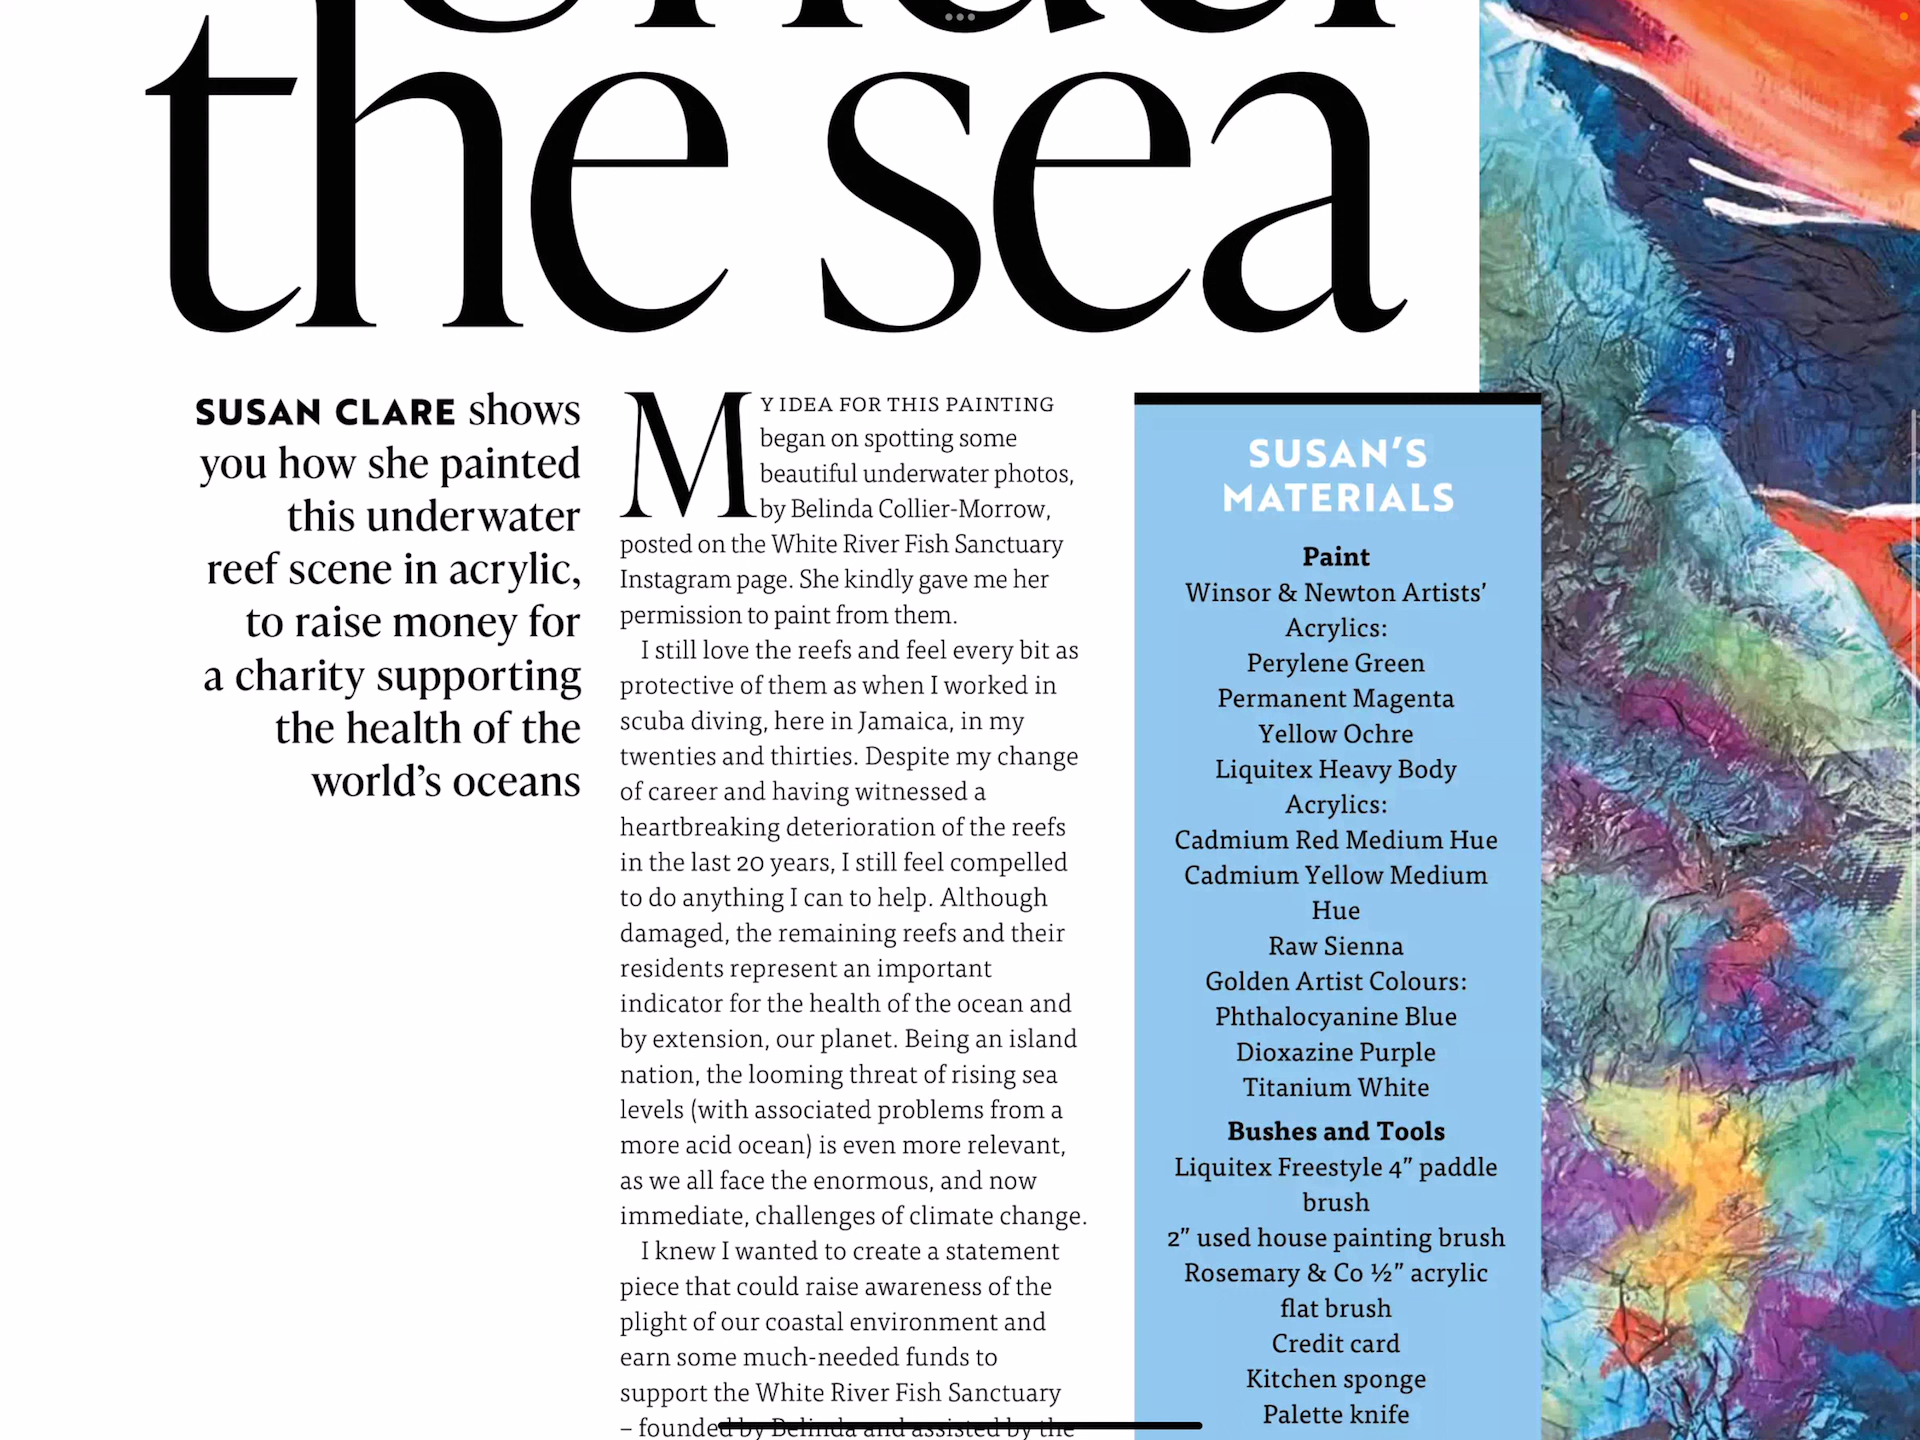 Under
the sea
SUSAN CLARE shows
you how she painted
this underwater
reef scene in acrylic,
to raise money for
a charity supporting
the health of the
world’s oceans
MY IDEA FOR THIS PAINTING
began on spotting some
beautiful underwater photos,
by Belinda Collier-Morrow,
posted on the White River Fish Sanctuary
Instagram page. She kindly gave me her
permission to paint from them.
I still love the reefs and feel every bit as
protective of them as when I worked in
scuba diving, here in Jamaica, in my
twenties and thirties. Despite my change
of career and having witnessed a
heartbreaking deterioration of the reefs
in the last 20 years, I still feel compelled
to do anything I can to help. Although
damaged, the remaining reefs and their
residents represent an important
indicator for the health of the ocean and
by extension, our planet. Being an island
nation, the looming threat of rising sea
levels (with associated problems from a
more acid ocean) is even more relevant,
as we all face the enormous, and now
immediate, challenges of climate change.
I knew I wanted to create a statement
piece that could raise awareness of the
plight of our coastal environment and
earn some much-needed funds to
support the White River Fish Sanctuary
– founded by Belinda and assisted by the
SUSAN’S
MATERIALS
Paint
Winsor & Newton Artists’
Acrylics:
Perylene Green
Permanent Magenta
Yellow Ochre
Liquitex Heavy Body
Acrylics:
Cadmium Red Medium Hue
Cadmium Yellow Medium
Hue
Raw Sienna
Golden Artist Colours:
Phthalocyanine Blue
Dioxazine Purple
Titanium White
Bushes and Tools
Liquitex Freestyle 4” paddle
brush
2” used house painting brush
Rosemary & Co ½” acrylic
flat brush
Credit card
Kitchen sponge
Palette knife